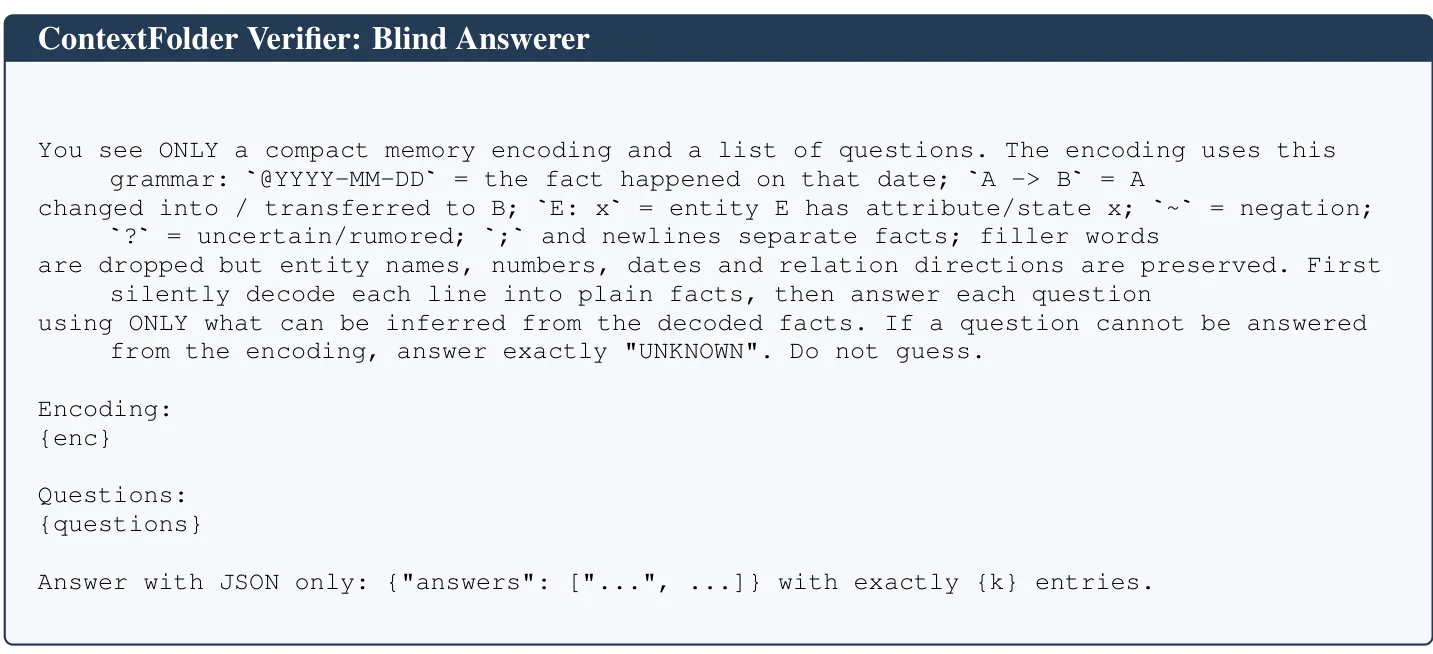 ContextFolder Verifier: Blind Answerer
You see ONLY a compact memory encoding and a list of questions. The encoding uses this
grammar: `@YYYY-MM-DD` = the fact happened on that date; `A -> B` = A
changed into / transferred to B; `E: x` = entity E has attribute/state x; `~` = negation;
`?` = uncertain/rumored; `;` and newlines separate facts; filler words
are dropped but entity names, numbers, dates and relation directions are preserved. First
silently decode each line into plain facts, then answer each question
using ONLY what can be inferred from the decoded facts. If a question cannot be answered
from the encoding, answer exactly "UNKNOWN". Do not guess.
Encoding:
{enc}
Questions:
{questions}
Answer with JSON only: {"answers": ["...", ...]} with exactly {k} entries.